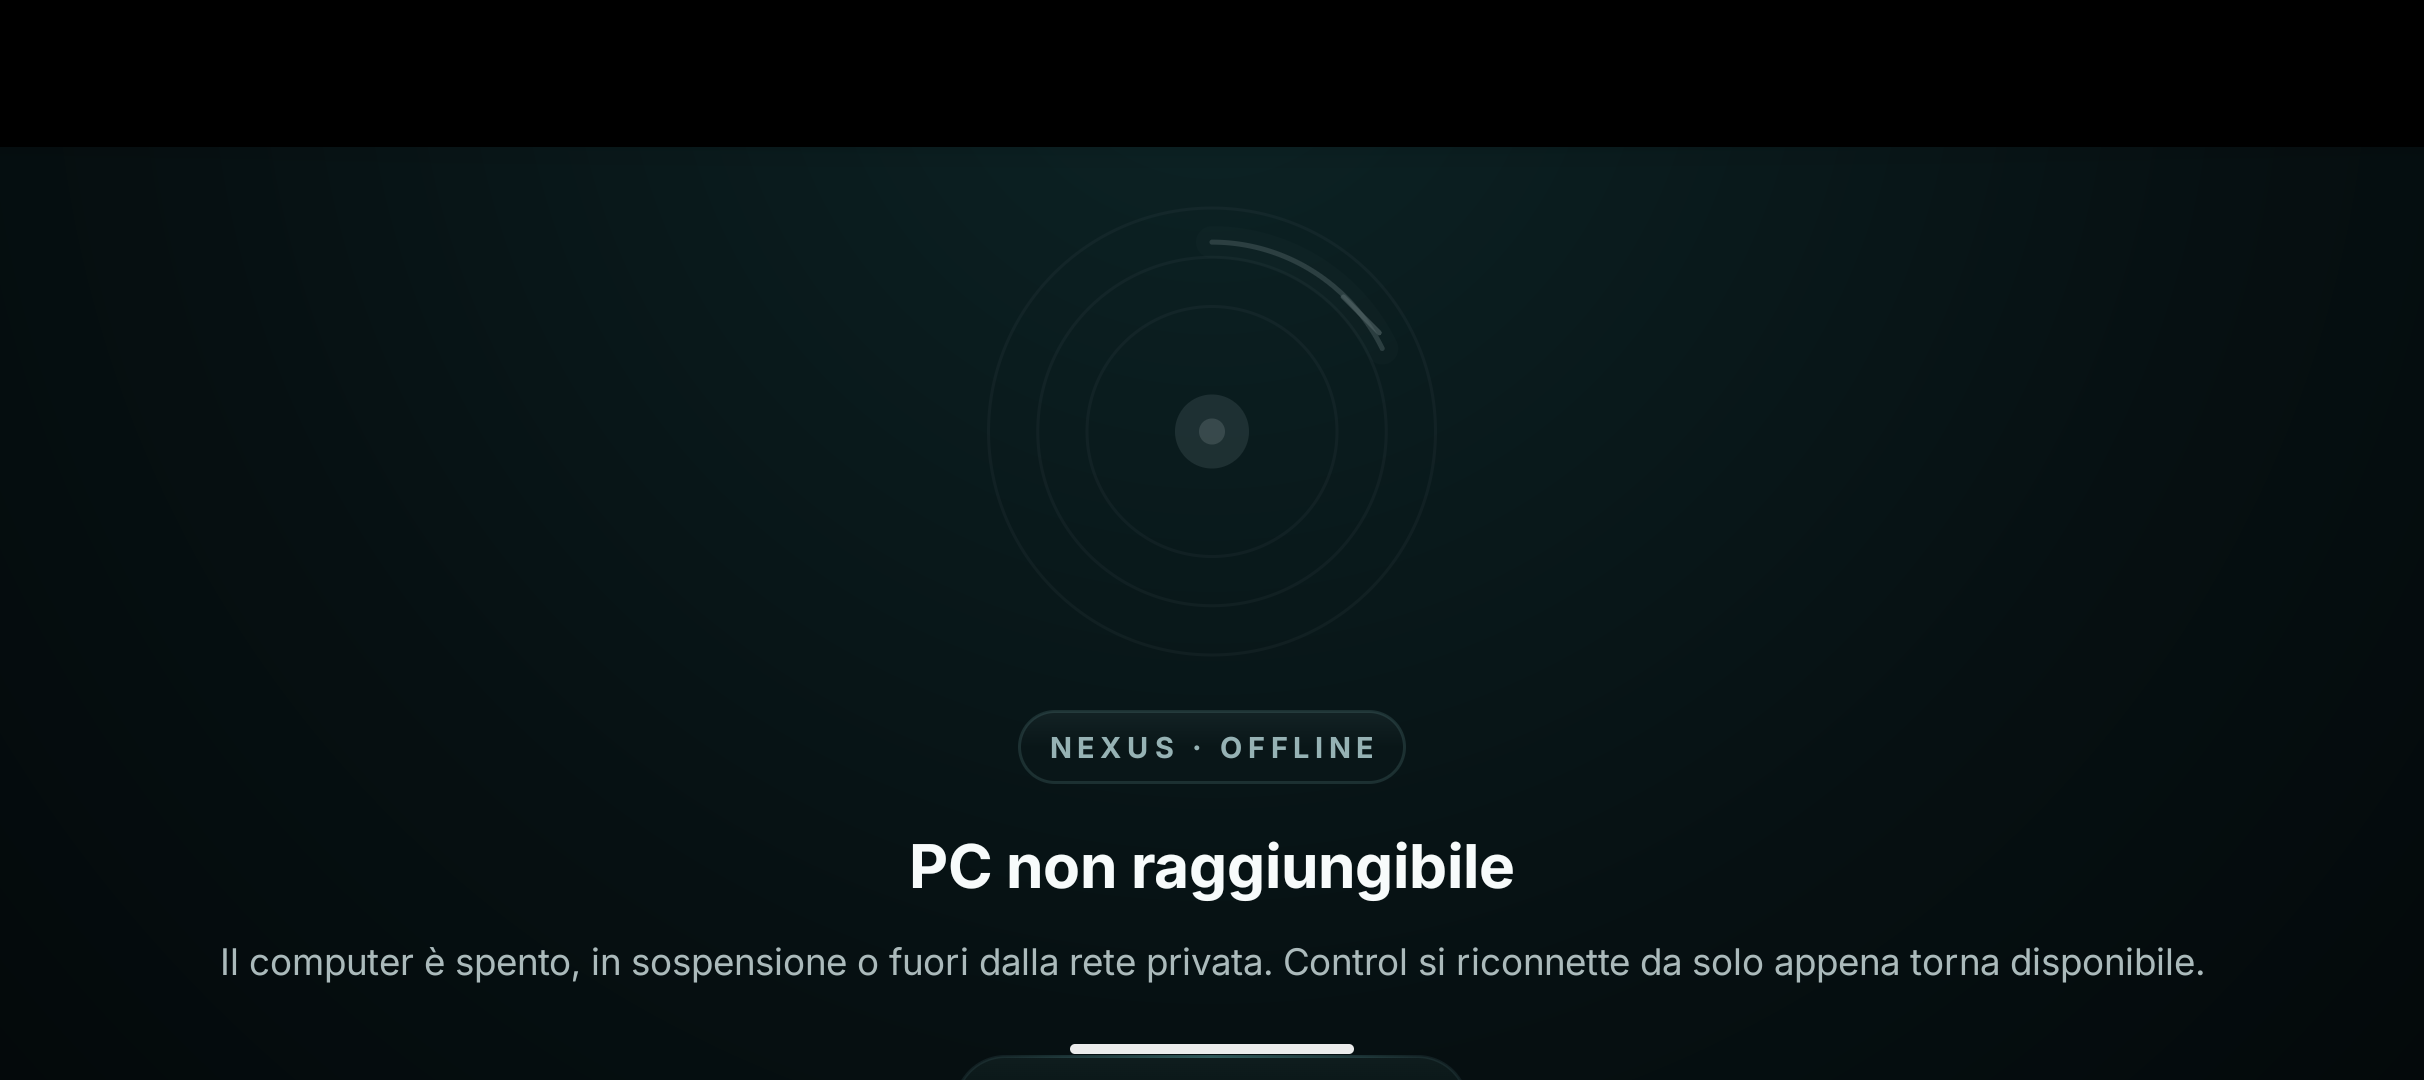 NEXUS · OFFLINE
PC non raggiungibile
Il computer è spento, in sospensione o fuori dalla rete privata. Control si riconnette da solo appena torna disponibile.